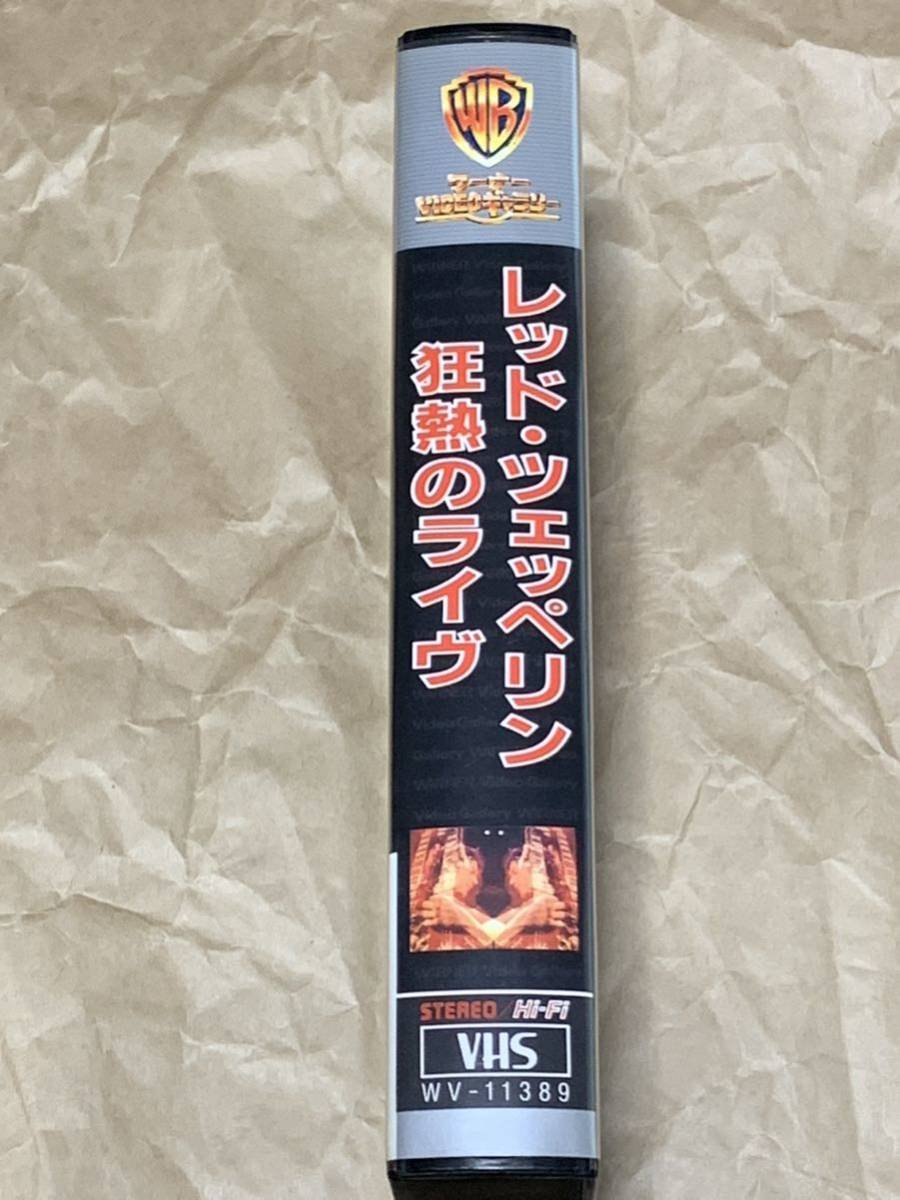 WB
ワーナー
VIDEOギャラリー
レッド・ツェッペリン
狂熱のライヴ
STEREO/Hi-Fi
VHS
WV-11389